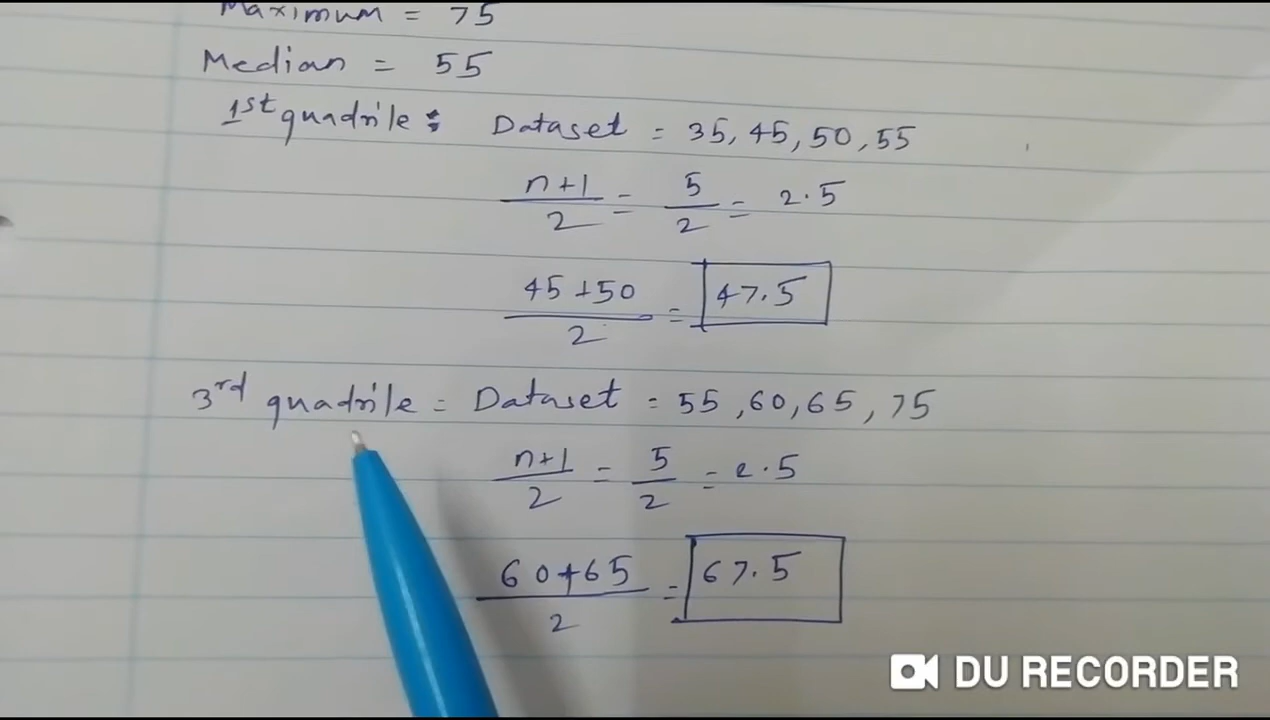 Maximum = 75
Median = 55
1st quadrile : Dataset = 35, 45, 50, 55
n+1/2 = 5/2 = 2.5
45+50/2 = 47.5
3rd quadrile = Dataset = 55, 60, 65, 75
n+1/2 = 5/2 = 2.5
60+65/2 = 67.5
DU RECORDER